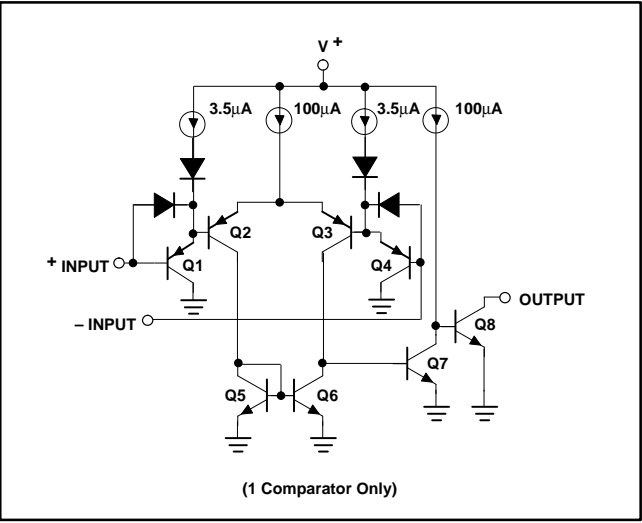 V +
3.5µA
100µA
3.5µA
100µA
Q2
Q3
+ INPUT
Q1
Q4
– INPUT
OUTPUT
Q8
Q7
Q5
Q6
(1 Comparator Only)